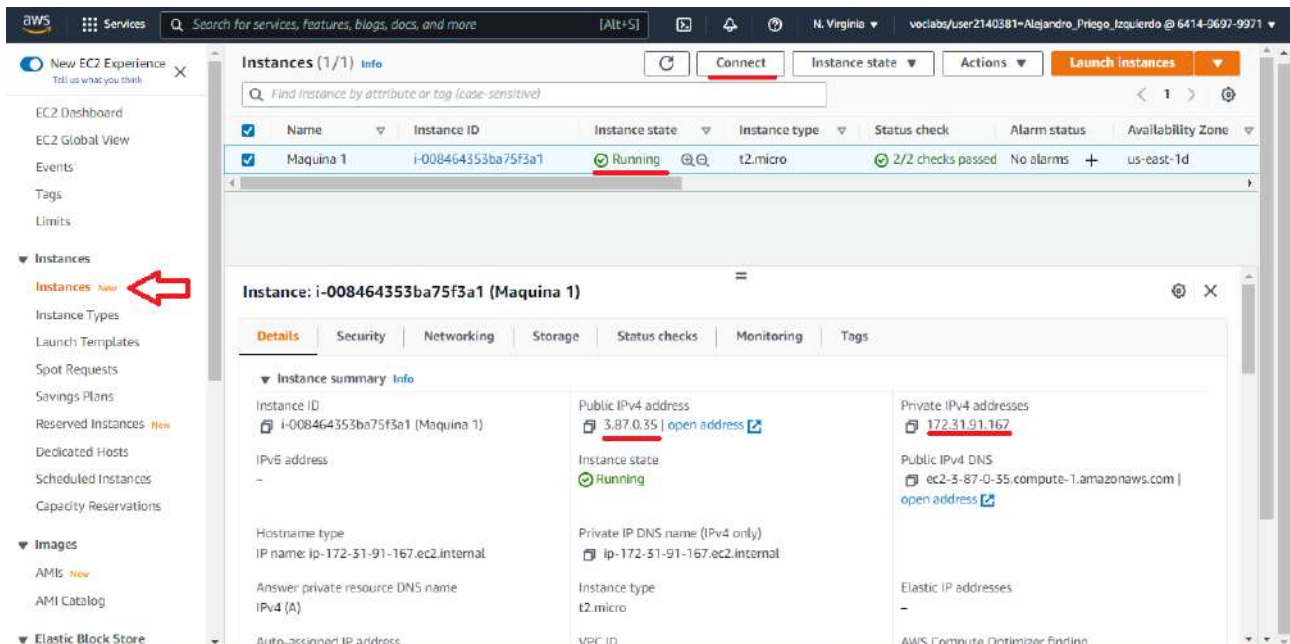 aws Services Search for services, features, blogs, docs, and more [Alt+S] N. Virginia voclabs/user2140381=Alejandro_Priego_Izquierdo @ 6414-9697-9971
New EC2 Experience
Tell us what you think
EC2 Dashboard
EC2 Global View
Events
Tags
Limits
Instances
Instances New
Instance Types
Launch Templates
Spot Requests
Savings Plans
Reserved Instances New
Dedicated Hosts
Scheduled Instances
Capacity Reservations
Images
AMIs New
AMI Catalog
Elastic Block Store
Instances (1/1) Info Connect Instance state Actions Launch instances
Find instance by attribute or tag (case-sensitive) 1
Name Instance ID Instance state Instance type Status check Alarm status Availability Zone
Maquina 1 i-008464353ba75f3a1 Running t2.micro 2/2 checks passed No alarms + us-east-1d
Instance: i-008464353ba75f3a1 (Maquina 1)
Details Security Networking Storage Status checks Monitoring Tags
Instance summary Info
Instance ID Public IPv4 address Private IPv4 addresses
i-008464353ba75f3a1 (Maquina 1) 3.87.0.35 | open address 172.31.91.167
IPv6 address Instance state Public IPv4 DNS
– Running ec2-3-87-0-35.compute-1.amazonaws.com |
open address
Hostname type Private IP DNS name (IPv4 only)
IP name: ip-172-31-91-167.ec2.internal ip-172-31-91-167.ec2.internal
Answer private resource DNS name Instance type Elastic IP addresses
IPv4 (A) t2.micro –
Auto-assigned IP address VPC ID AWS Compute Optimizer finding